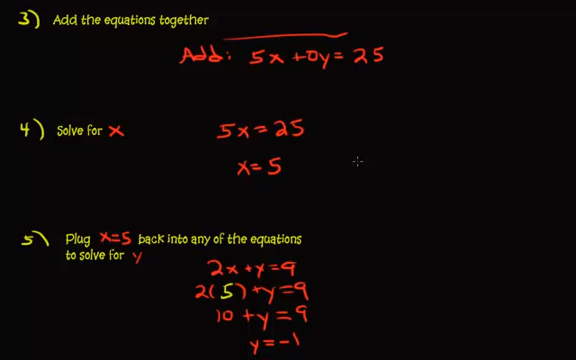 3) Add the equations together
Add: 5x + 0y = 25
4) Solve for x
5x = 25
x = 5
5) Plug x=5 back into any of the equations
to solve for y
2x + y = 9
2(5) + y = 9
10 + y = 9
y = -1